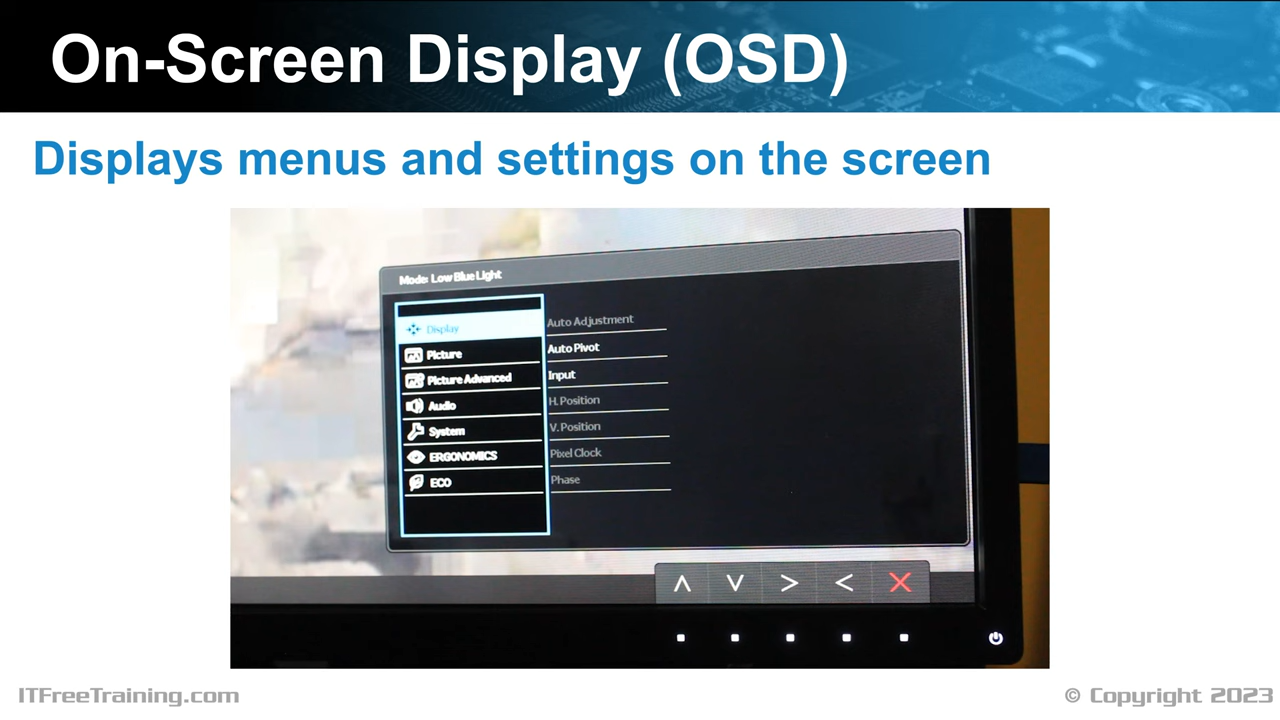 On-Screen Display (OSD)
Displays menus and settings on the screen
Mode: Low Blue Light
Display
Picture
Picture Advanced
Audio
System
ERGONOMICS
ECO
Auto Adjustment
Auto Pivot
Input
H. Position
V. Position
Pixel Clock
Phase
ITFreeTraining.com
© Copyright 2023